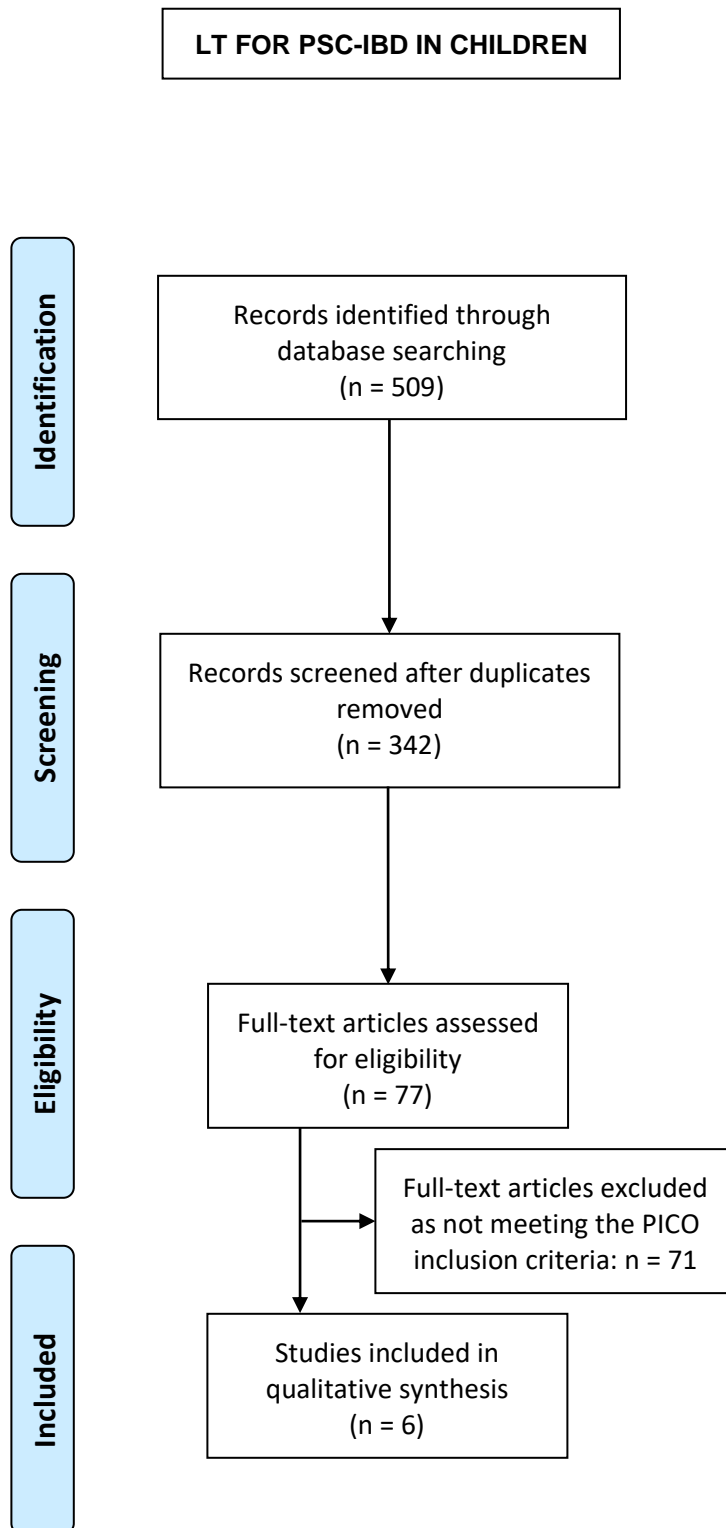 LT FOR PSC-IBD IN CHILDREN
Identification
Records identified through
database searching
(n = 509)
Screening
Records screened after duplicates
removed
(n = 342)
Eligibility
Full-text articles assessed
for eligibility
(n = 77)
Full-text articles excluded
as not meeting the PICO
inclusion criteria: n = 71
Included
Studies included in
qualitative synthesis
(n = 6)